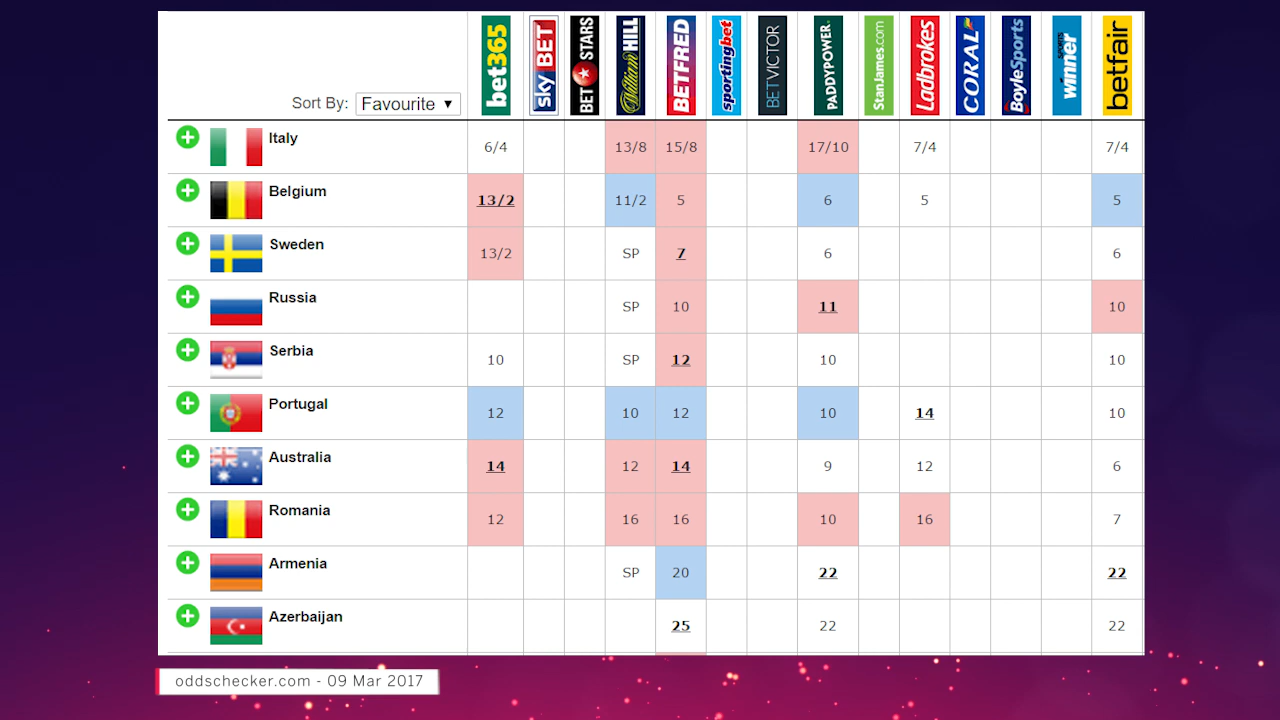 Sort By: Favourite ▼ bet365 sky BET BET STARS William HILL BETFRED sportingbet BETVICTOR PADDYPOWER. StanJames.com Ladbrokes CORAL BoyleSports SPORTS winner betfair
Italy 6/4 13/8 15/8 17/10 7/4 7/4
Belgium 13/2 11/2 5 6 5 5
Sweden 13/2 SP 7 6 6
Russia SP 10 11 10
Serbia 10 SP 12 10 10
Portugal 12 10 12 10 14 10
Australia 14 12 14 9 12 6
Romania 12 16 16 10 16 7
Armenia SP 20 22 22
Azerbaijan 25 22 22
oddschecker.com - 09 Mar 2017